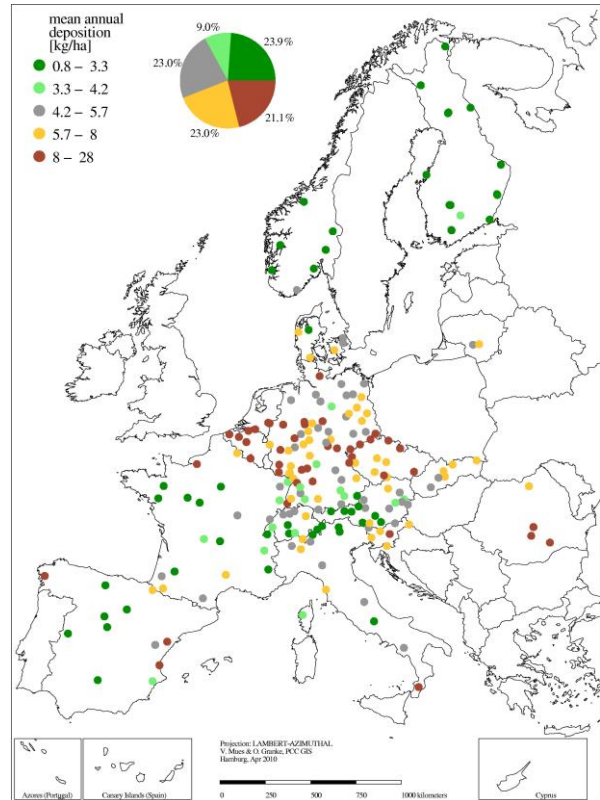 mean annual
deposition
[kg/ha]
0.8 – 3.3
3.3 – 4.2
4.2 – 5.7
5.7 – 8
8 – 28
9.0%
23.9%
23.0%
21.1%
23.0%
Azores (Portugal)
Canary Islands (Spain)
Projection: LAMBERT-AZIMUTHAL
V. Mues & O. Granke, PCC GIS
Hamburg, Apr 2010
0 250 500 750 1000 kilometers
Cyprus